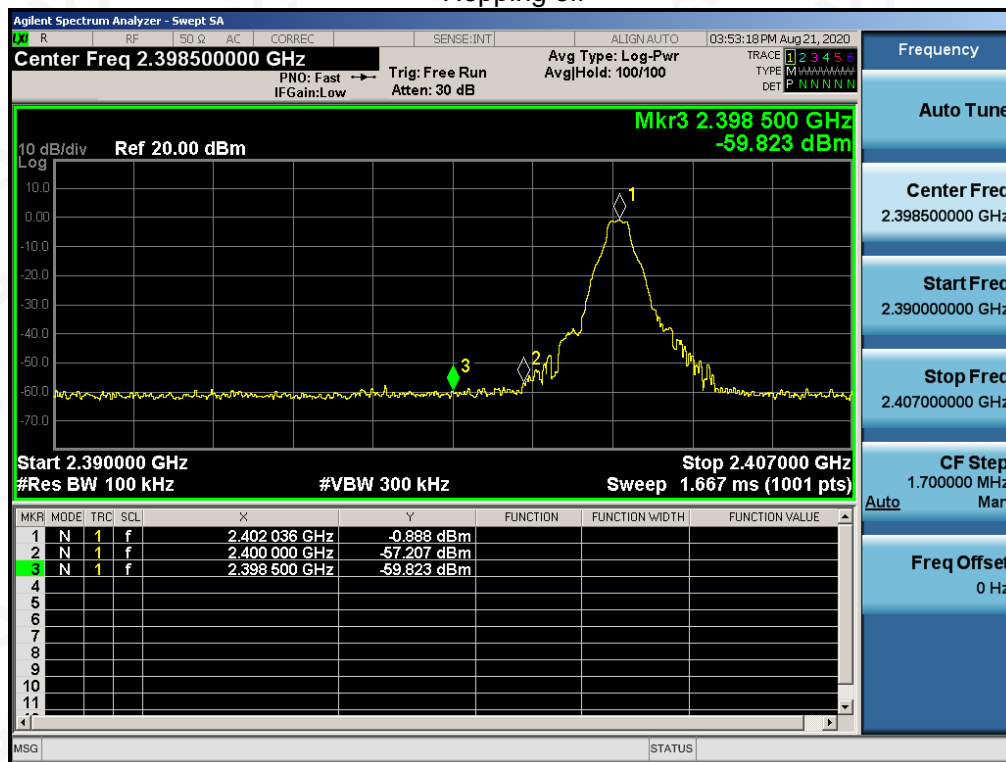 Agilent Spectrum Analyzer - Swept SA
LXI R RF 50 Ω AC CORREC SENSE:INT ALIGN AUTO 03:53:18 PM Aug 21, 2020
Center Freq 2.398500000 GHz
PNO: Fast
IFGain:Low
Trig: Free Run
Atten: 30 dB
Avg Type: Log-Pwr
Avg|Hold: 100/100
TRACE 1 2 3 4 5 6
TYPE M WWWWW
DET P N N N N N
Mkr3 2.398 500 GHz
-59.823 dBm
10 dB/div Ref 20.00 dBm
Log
10.0
0.00
-10.0
-20.0
-30.0
-40.0
-50.0
-60.0
-70.0
1
2
3
Start 2.390000 GHz Stop 2.407000 GHz
#Res BW 100 kHz #VBW 300 kHz Sweep 1.667 ms (1001 pts)
MKR MODE TRC SCL X Y FUNCTION FUNCTION WIDTH FUNCTION VALUE
1 N 1 f 2.402 036 GHz -0.888 dBm
2 N 1 f 2.400 000 GHz -57.207 dBm
3 N 1 f 2.398 500 GHz -59.823 dBm
4
5
6
7
8
9
10
11
MSG STATUS
Frequency
Auto Tune
Center Freq
2.398500000 GHz
Start Freq
2.390000000 GHz
Stop Freq
2.407000000 GHz
CF Step
1.700000 MHz
Auto Man
Freq Offset
0 Hz